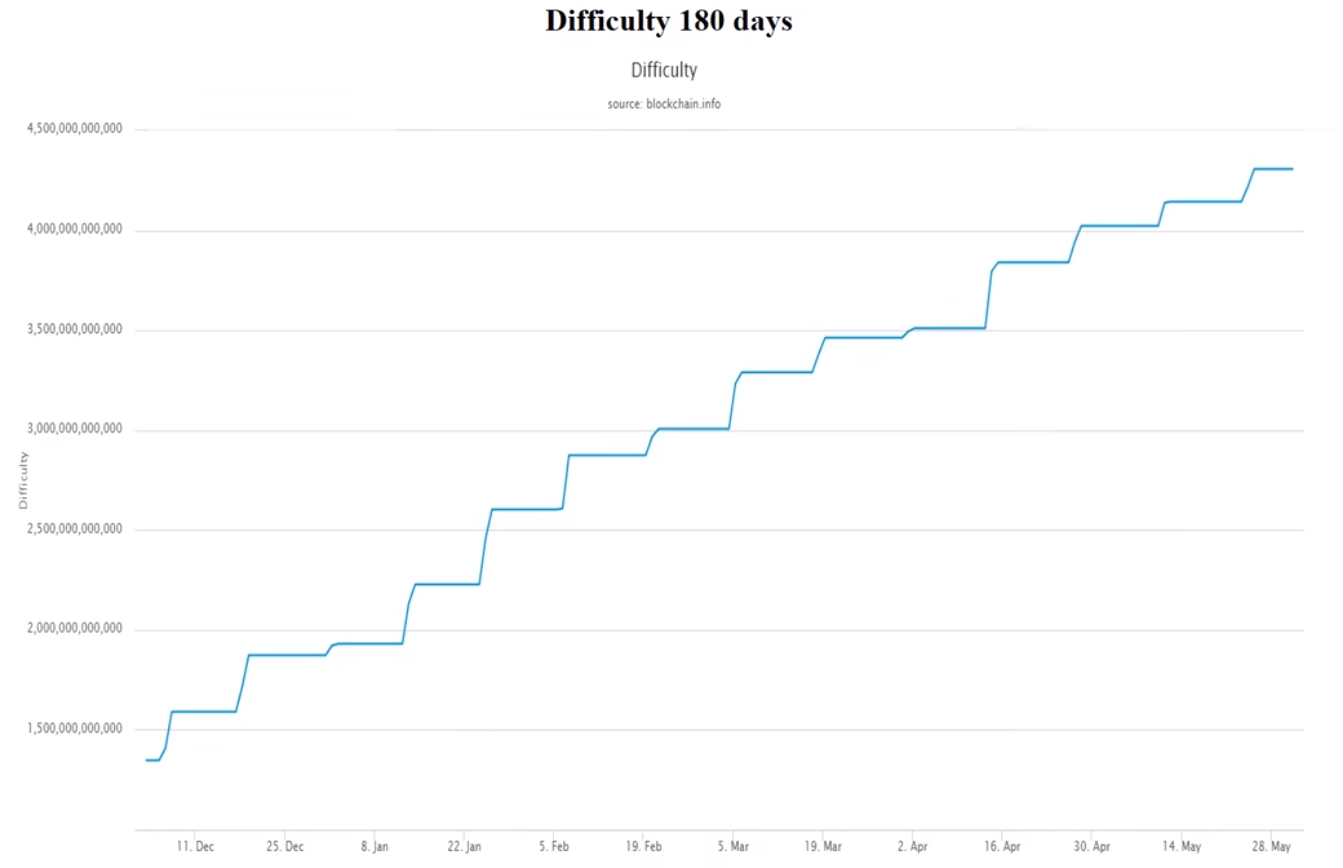 Difficulty 180 days
Difficulty
source: blockchain.info
4,500,000,000,000
4,000,000,000,000
3,500,000,000,000
3,000,000,000,000
2,500,000,000,000
2,000,000,000,000
1,500,000,000,000
Difficulty
11. Dec 25. Dec 8. Jan 22. Jan 5. Feb 19. Feb 5. Mar 19. Mar 2. Apr 16. Apr 30. Apr 14. May 28. May